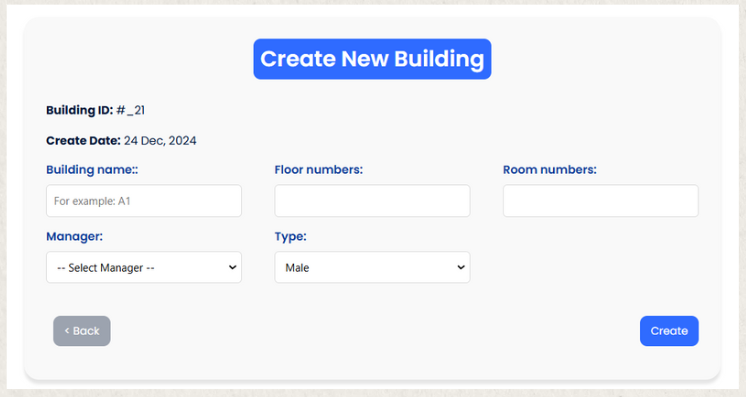 Create New Building
Building ID: #_21
Create Date: 24 Dec, 2024
Building name:: Floor numbers: Room numbers:
For example: A1
Manager: Type:
-- Select Manager -- Male
< Back Create